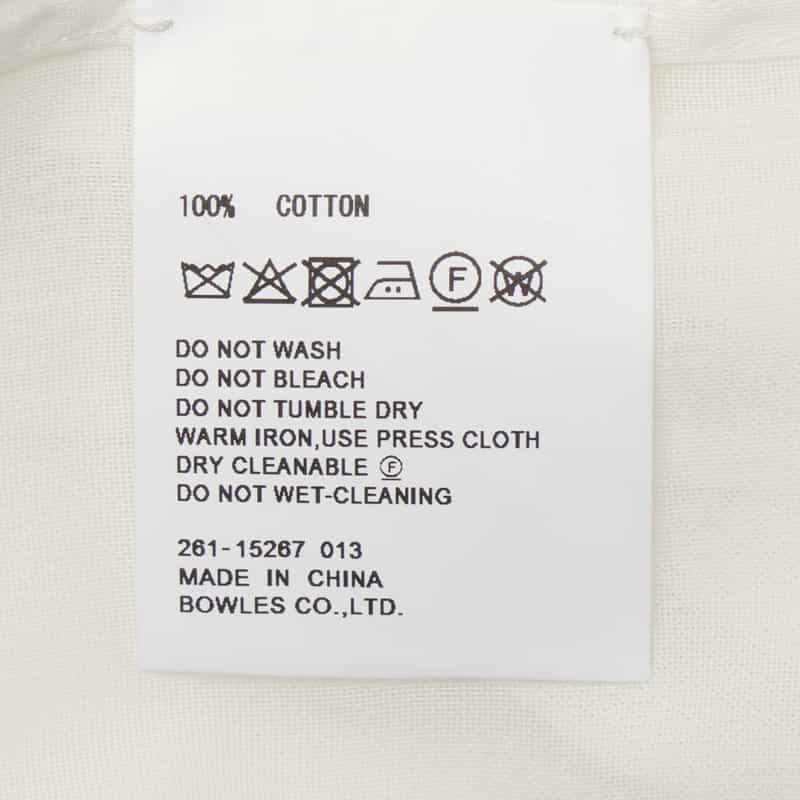 100% COTTON
F W
DO NOT WASH
DO NOT BLEACH
DO NOT TUMBLE DRY
WARM IRON,USE PRESS CLOTH
DRY CLEANABLE Ⓕ
DO NOT WET-CLEANING
261-15267 013
MADE IN CHINA
BOWLES CO.,LTD.